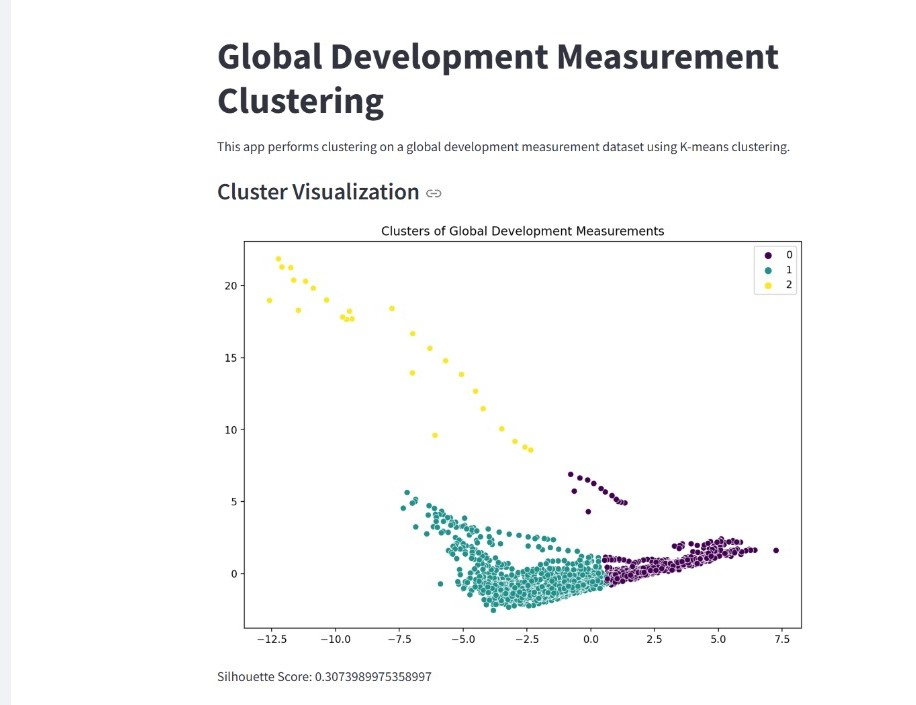 Global Development Measurement
Clustering
This app performs clustering on a global development measurement dataset using K-means clustering.
Cluster Visualization
Clusters of Global Development Measurements
0
1
2
20
15
10
5
0
−12.5 −10.0 −7.5 −5.0 −2.5 0.0 2.5 5.0 7.5
Silhouette Score: 0.3073989975358997